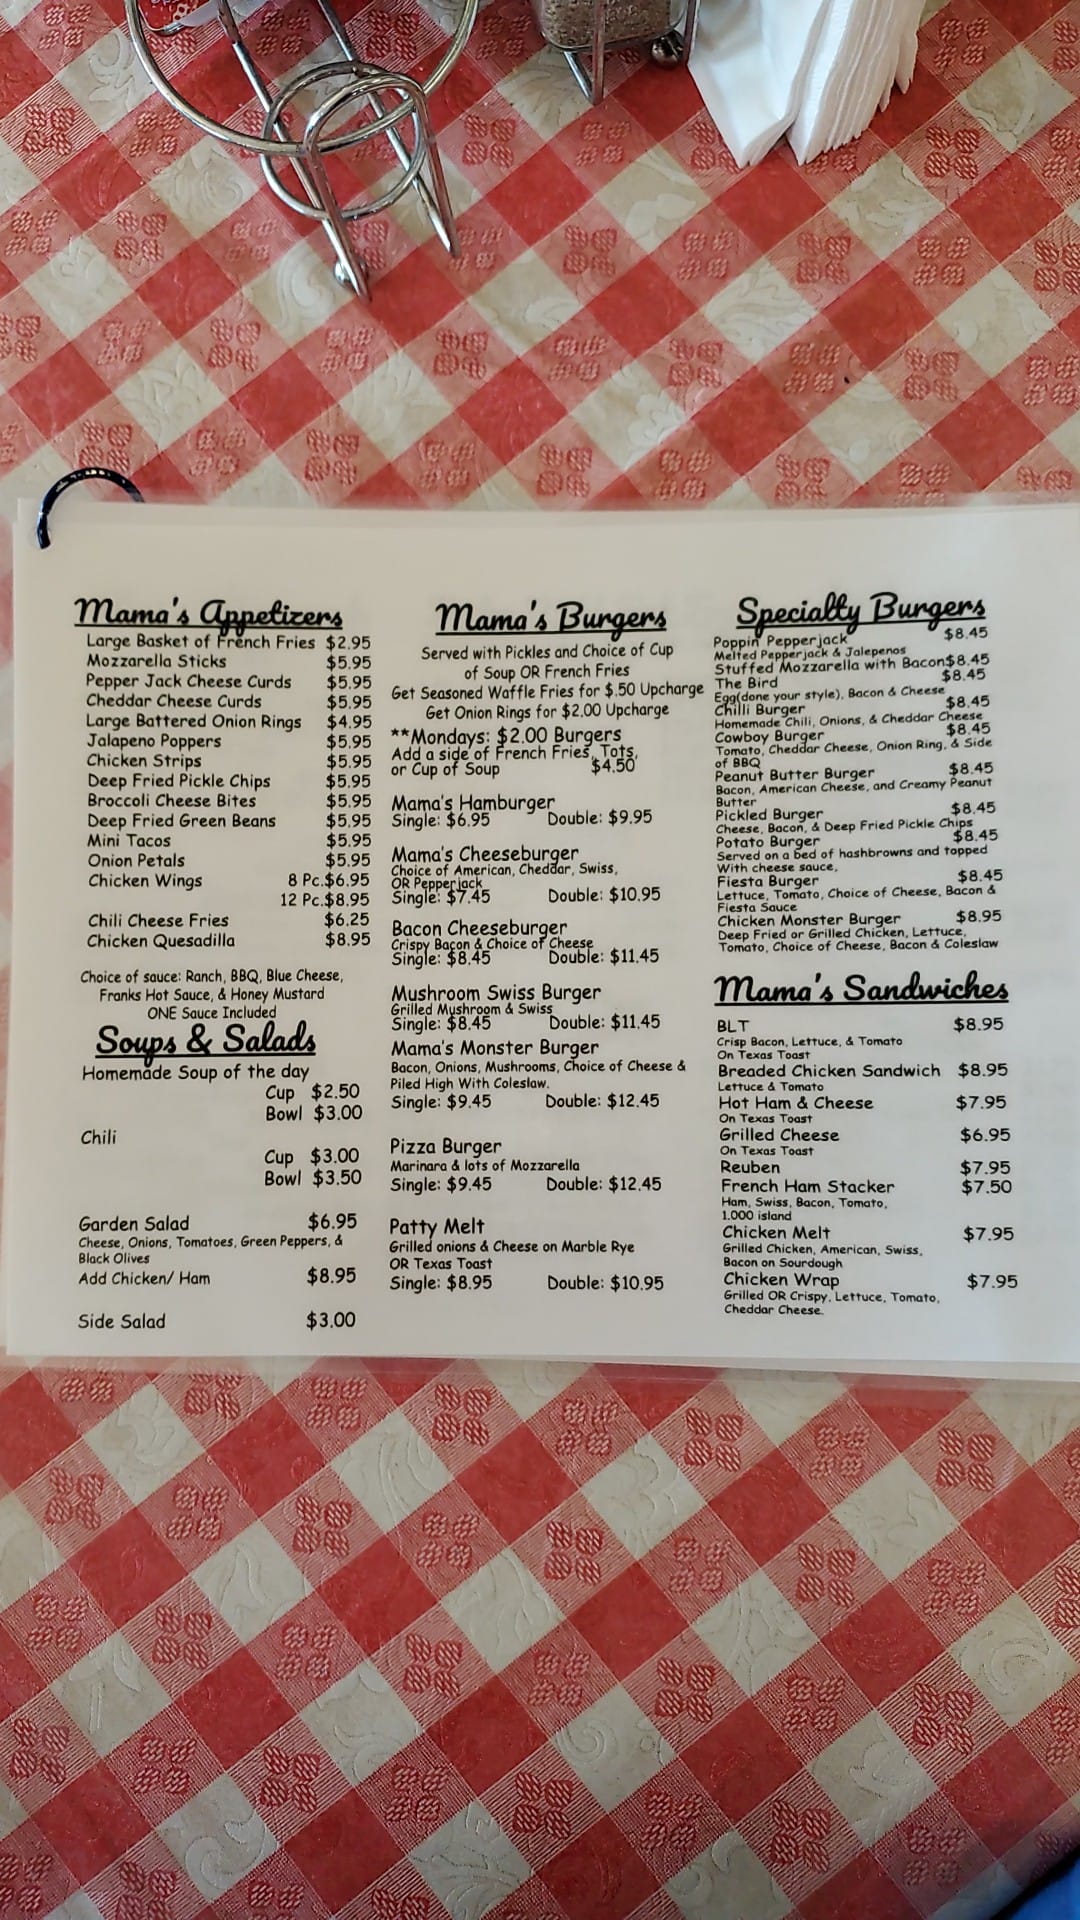 Mama's Appetizers
Large Basket of French Fries $2.95
Mozzarella Sticks $5.95
Pepper Jack Cheese Curds $5.95
Cheddar Cheese Curds $5.95
Large Battered Onion Rings $4.95
Jalapeno Poppers $5.95
Chicken Strips $5.95
Deep Fried Pickle Chips $5.95
Broccoli Cheese Bites $5.95
Deep Fried Green Beans $5.95
Mini Tacos $5.95
Onion Petals $5.95
Chicken Wings 8 Pc.$6.95
12 Pc.$8.95
Chili Cheese Fries $6.25
Chicken Quesadilla $8.95
Choice of sauce: Ranch, BBQ, Blue Cheese,
Franks Hot Sauce, & Honey Mustard
ONE Sauce Included
Soups & Salads
Homemade Soup of the day
Cup $2.50
Bowl $3.00
Chili
Cup $3.00
Bowl $3.50
Garden Salad $6.95
Cheese, Onions, Tomatoes, Green Peppers, &
Black Olives
Add Chicken/ Ham $8.95
Side Salad $3.00
Mama's Burgers
Served with Pickles and Choice of Cup
of Soup OR French Fries
Get Seasoned Waffle Fries for $.50 Upcharge
Get Onion Rings for $2.00 Upcharge
**Mondays: $2.00 Burgers
Add a side of French Fries, Tots,
or Cup of Soup $4.50
Mama's Hamburger
Single: $6.95 Double: $9.95
Mama's Cheeseburger
Choice of American, Cheddar, Swiss,
OR Pepperjack
Single: $7.45 Double: $10.95
Bacon Cheeseburger
Crispy Bacon & Choice of Cheese
Single: $8.45 Double: $11.45
Mushroom Swiss Burger
Grilled Mushroom & Swiss
Single: $8.45 Double: $11.45
Mama's Monster Burger
Bacon, Onions, Mushrooms, Choice of Cheese &
Piled High With Coleslaw.
Single: $9.45 Double: $12.45
Pizza Burger
Marinara & lots of Mozzarella
Single: $9.45 Double: $12.45
Patty Melt
Grilled onions & Cheese on Marble Rye
OR Texas Toast
Single: $8.95 Double: $10.95
Specialty Burgers
Poppin Pepperjack $8.45
Melted Pepperjack & Jalepenos
Stuffed Mozzarella with Bacon$8.45
The Bird $8.45
Egg(done your style), Bacon & Cheese
Chilli Burger $8.45
Homemade Chili, Onions, & Cheddar Cheese
Cowboy Burger $8.45
Tomato, Cheddar Cheese, Onion Ring, & Side
of BBQ
Peanut Butter Burger $8.45
Bacon, American Cheese, and Creamy Peanut
Butter
Pickled Burger $8.45
Cheese, Bacon, & Deep Fried Pickle Chips
Potato Burger $8.45
Served on a bed of hashbrowns and topped
With cheese sauce,
Fiesta Burger $8.45
Lettuce, Tomato, Choice of Cheese, Bacon &
Fiesta Sauce
Chicken Monster Burger $8.95
Deep Fried or Grilled Chicken, Lettuce,
Tomato, Choice of Cheese, Bacon & Coleslaw
Mama's Sandwiches
BLT $8.95
Crisp Bacon, Lettuce, & Tomato
On Texas Toast
Breaded Chicken Sandwich $8.95
Lettuce & Tomato
Hot Ham & Cheese $7.95
On Texas Toast
Grilled Cheese $6.95
On Texas Toast
Reuben $7.95
French Ham Stacker $7.50
Ham, Swiss, Bacon, Tomato,
1,000 island
Chicken Melt $7.95
Grilled Chicken, American, Swiss,
Bacon on Sourdough
Chicken Wrap $7.95
Grilled OR Crispy, Lettuce, Tomato,
Cheddar Cheese.